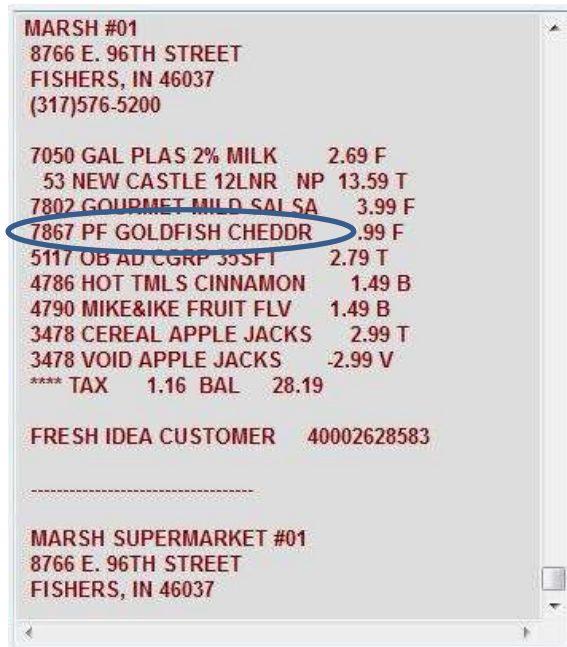 MARSH #01
8766 E. 96TH STREET
FISHERS, IN 46037
(317)576-5200
7050 GAL PLAS 2% MILK 2.69 F
53 NEW CASTLE 12LNR NP 13.59 T
7802 GOURMET MILD SALSA 3.99 F
7867 PF GOLDFISH CHEDDR .99 F
5117 OB AD CGRP 35SFT 2.79 T
4786 HOT TMLS CINNAMON 1.49 B
4790 MIKE&IKE FRUIT FLV 1.49 B
3478 CEREAL APPLE JACKS 2.99 T
3478 VOID APPLE JACKS -2.99 V
**** TAX 1.16 BAL 28.19
FRESH IDEA CUSTOMER 40002628583
-----------------------------------
MARSH SUPERMARKET #01
8766 E. 96TH STREET
FISHERS, IN 46037